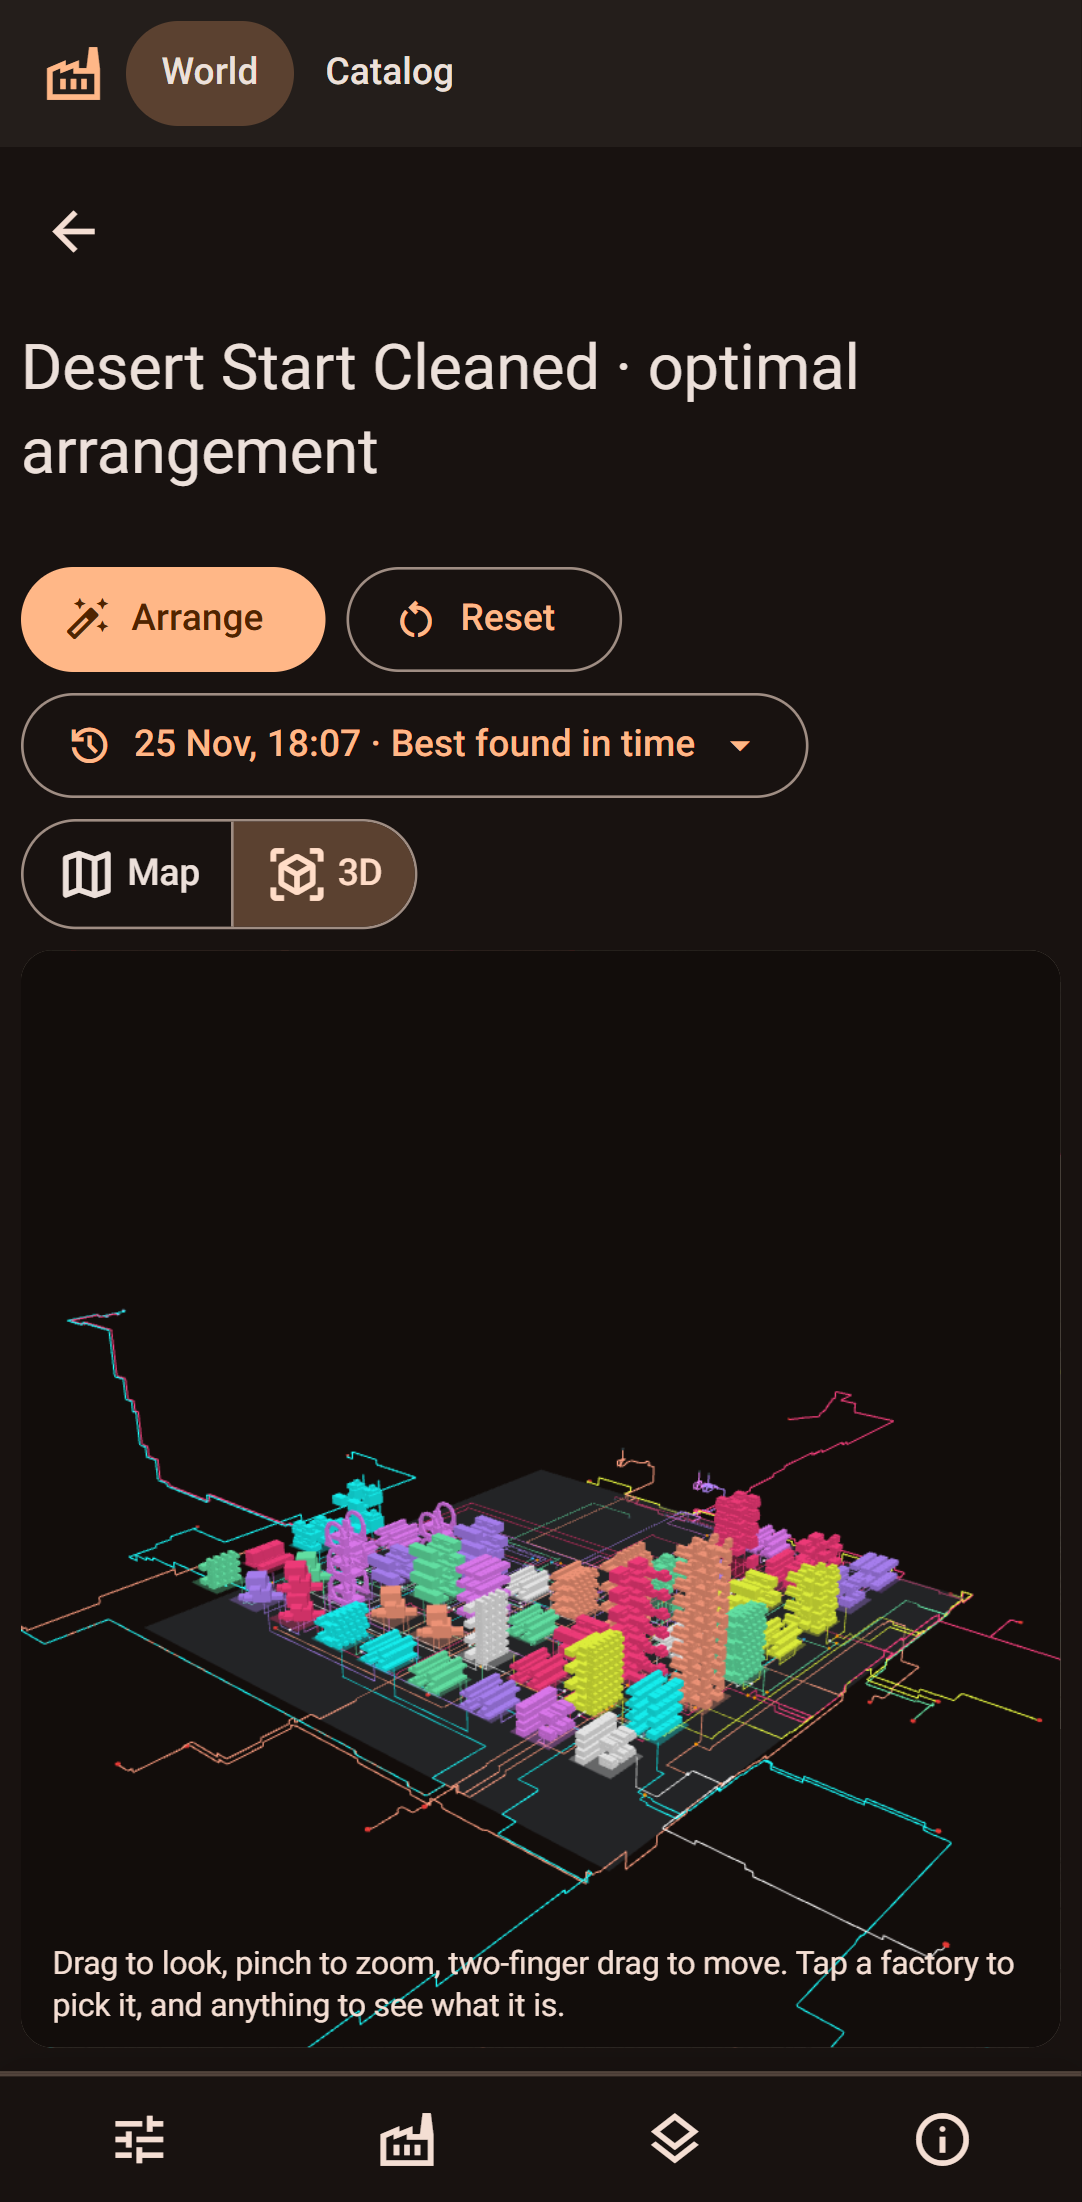 World
Catalog
Desert Start Cleaned · optimal
arrangement
Arrange
Reset
25 Nov, 18:07 · Best found in time
Map
3D
Drag to look, pinch to zoom, two-finger drag to move. Tap a factory to
pick it, and anything to see what it is.